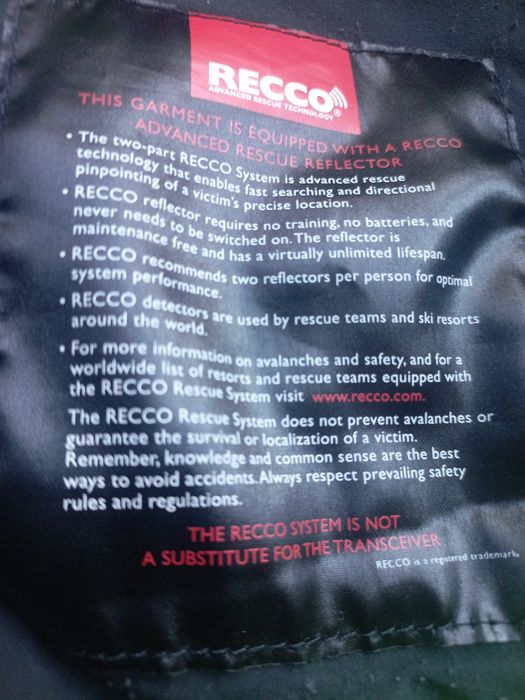 RECCO
ADVANCED RESCUE TECHNOLOGY®
THIS GARMENT IS EQUIPPED WITH A RECCO
ADVANCED RESCUE REFLECTOR
• The two-part RECCO System is advanced rescue
technology that enables fast searching and directional
pinpointing of a victim's precise location.
• RECCO reflector requires no training, no batteries, and
never needs to be switched on. The reflector is
maintenance free and has a virtually unlimited lifespan.
• RECCO recommends two reflectors per person for optimal
system performance.
• RECCO detectors are used by rescue teams and ski resorts
around the world.
• For more information on avalanches and safety, and for a
worldwide list of resorts and rescue teams equipped with
the RECCO Rescue System visit www.recco.com.
The RECCO Rescue System does not prevent avalanches or
guarantee the survival or localization of a victim.
Remember, knowledge and common sense are the best
ways to avoid accidents. Always respect prevailing safety
rules and regulations.
THE RECCO SYSTEM IS NOT
A SUBSTITUTE FOR THE TRANSCEIVER
RECCO is a registered trademark.